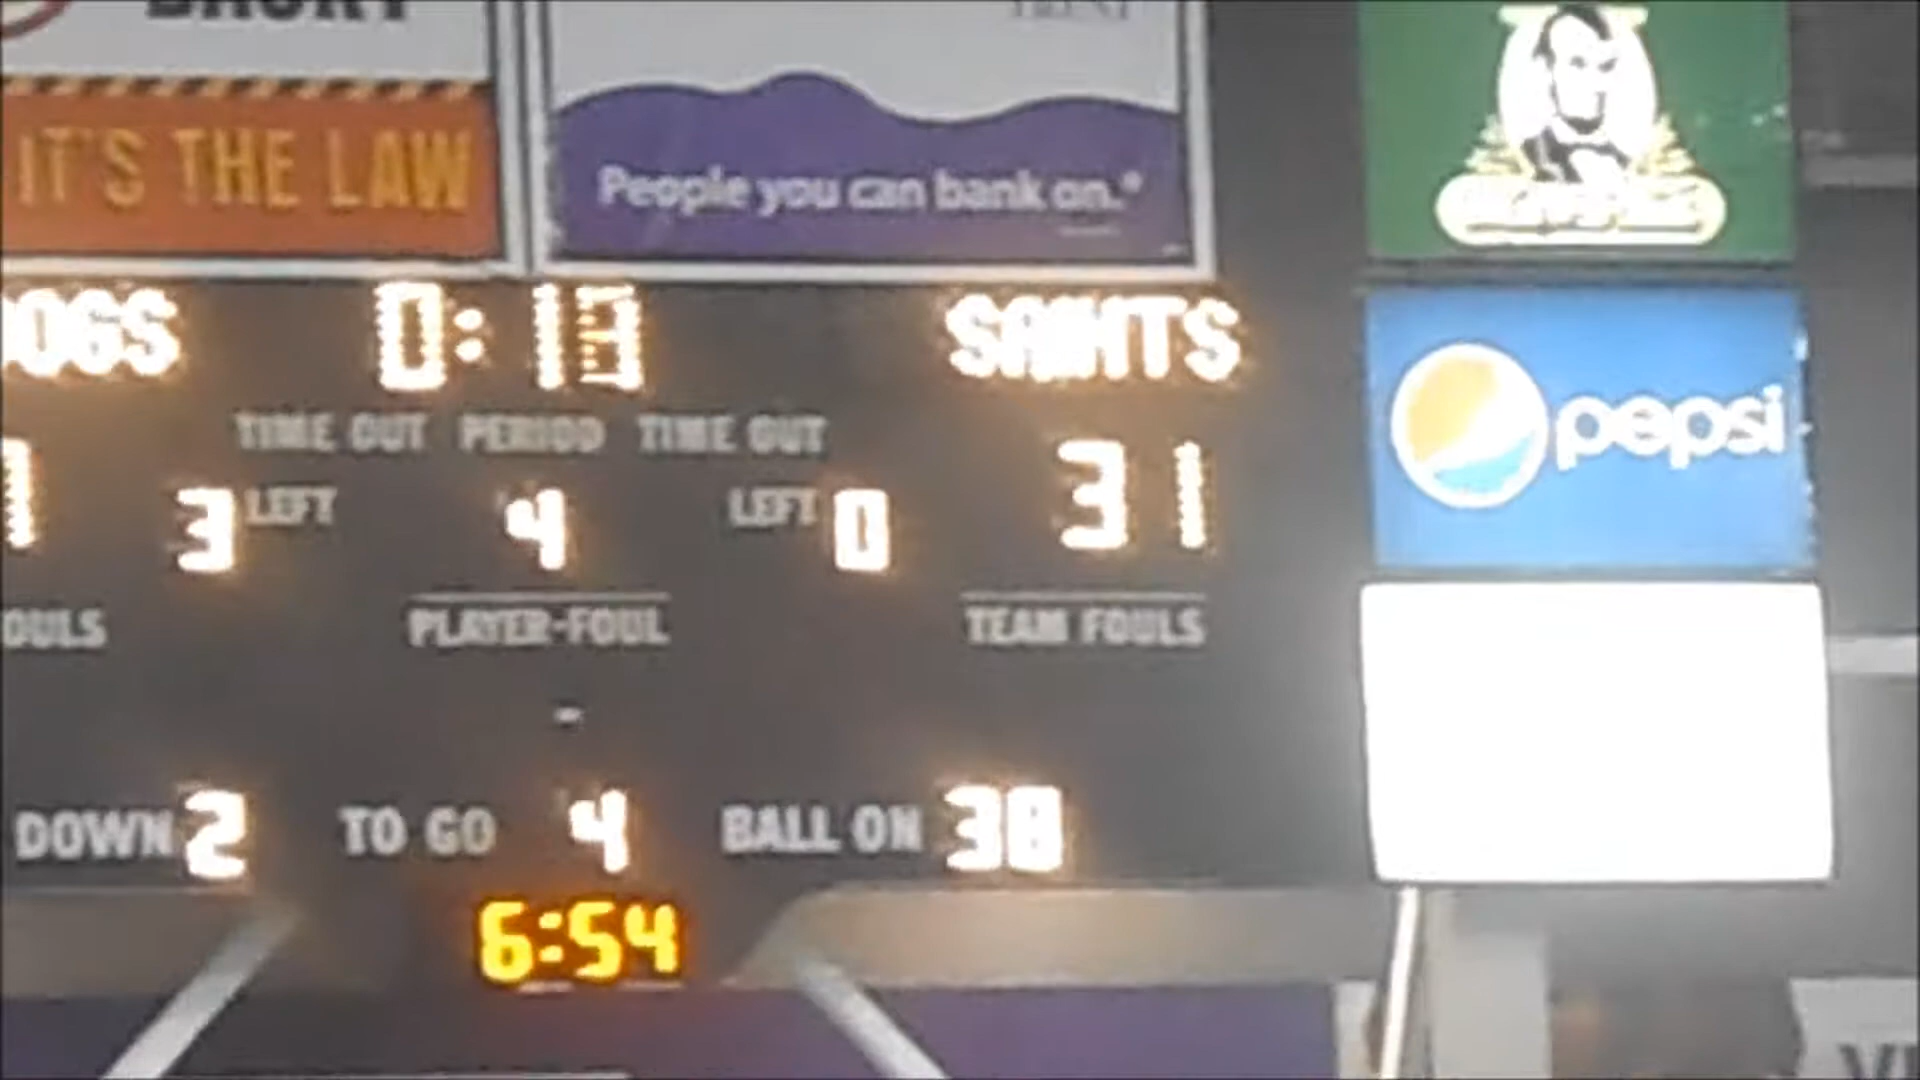 IT'S THE LAW
People you can bank on.®
OGS 0:13 SAINTS
TIME OUT PERIOD TIME OUT
3 LEFT 4 LEFT 0 31
OULS PLAYER-FOUL TEAM FOULS
-
DOWN 2 TO GO 4 BALL ON 38
6:54
pepsi